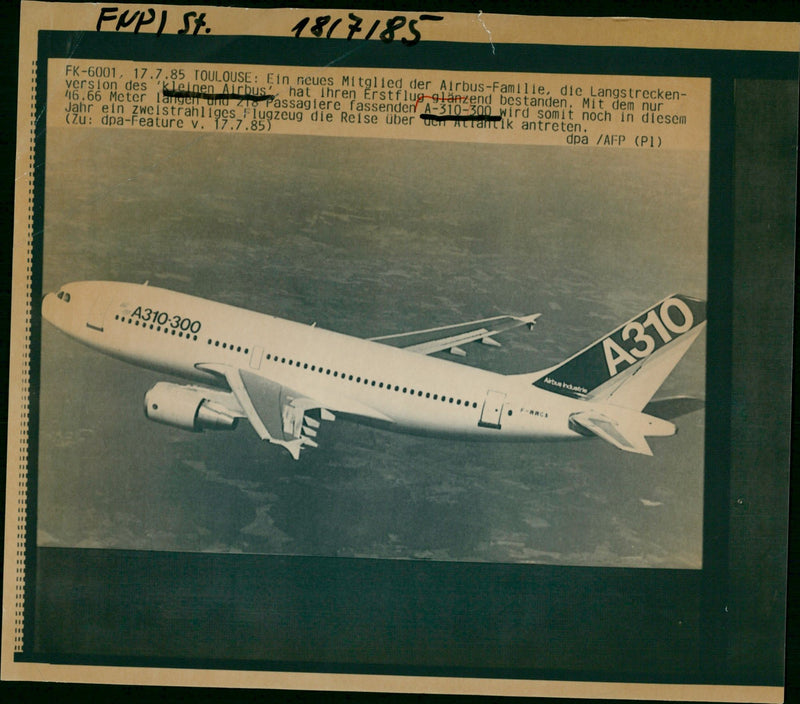 FNP/St. 18/7/85
FK-6001, 17.7.85 TOULOUSE: Ein neues Mitglied der Airbus-Familie, die Langstrecken-
version des 'Kleinen Airbus', hat ihren Erstflug glänzend bestanden. Mit dem nur
46.66 Meter langen und 218 Passagiere fassenden A-310-300 wird somit noch in diesem
Jahr ein zweistrahliges Flugzeug die Reise über den Atlantik antreten.
(Zu: dpa-Feature v. 17.7.85)
dpa /AFP (Pl)
A310-300
A310
Airbus Industrie
F-WWCA